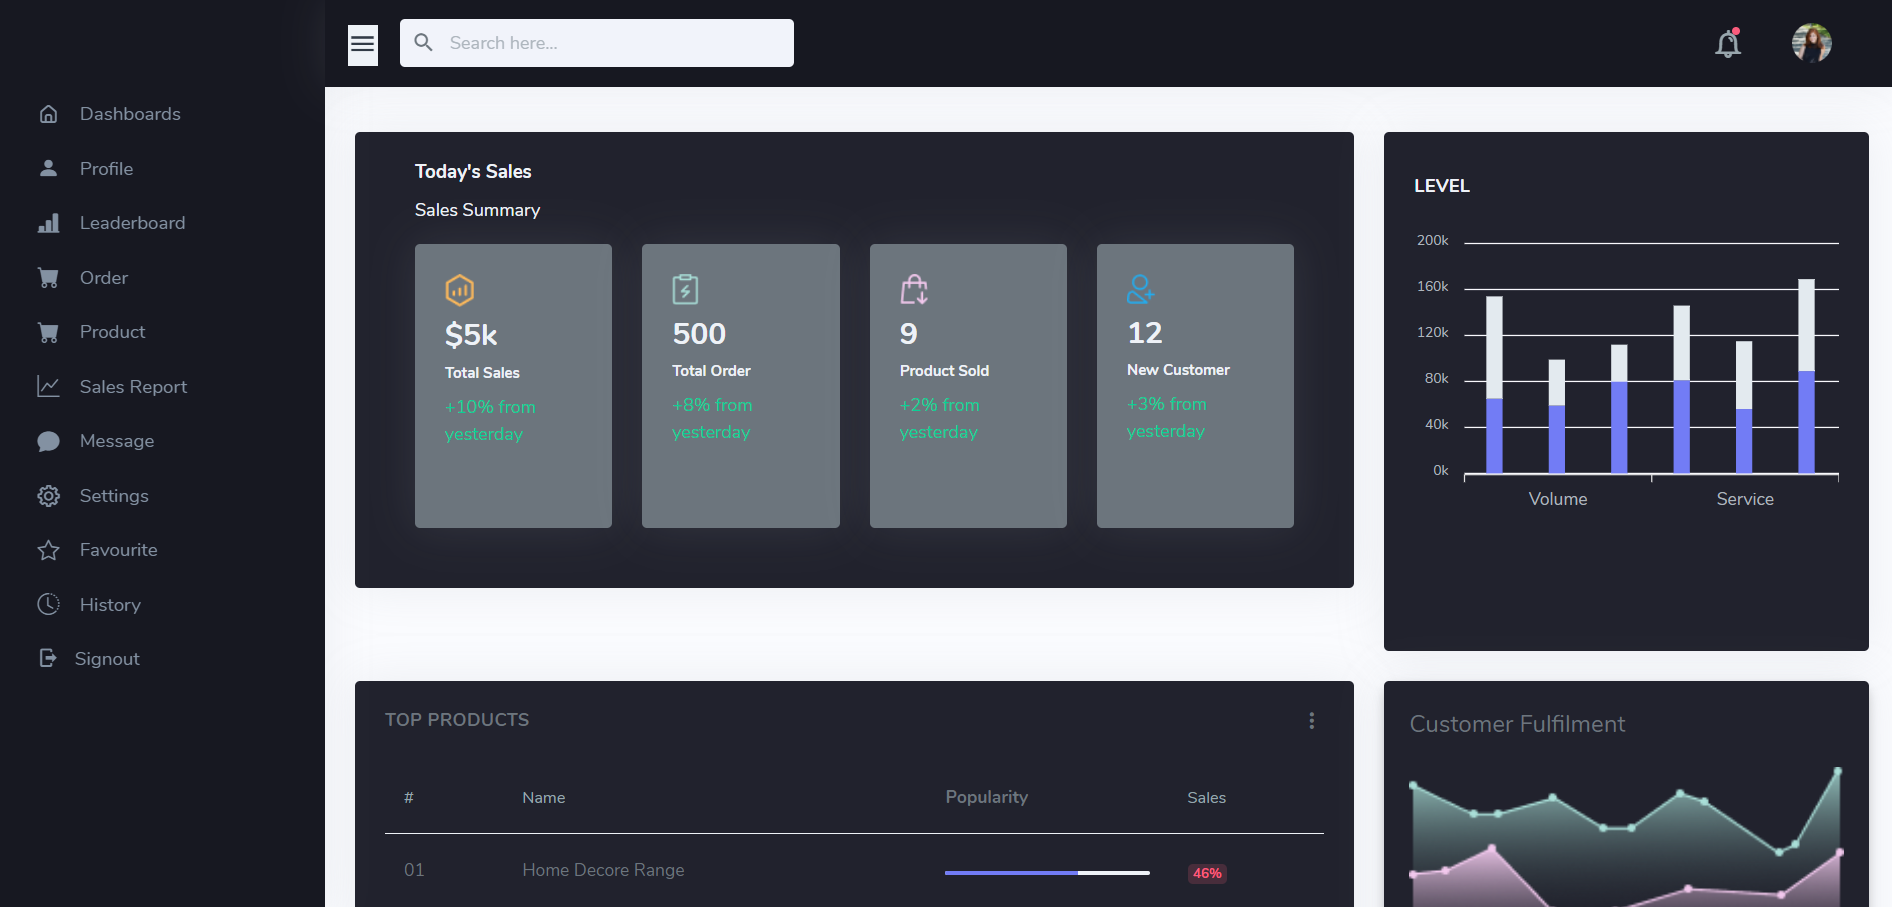 Search here...
Dashboards
Profile
Leaderboard
Order
Product
Sales Report
Message
Settings
Favourite
History
Signout
Today's Sales
Sales Summary
$5k
Total Sales
+10% from
yesterday
500
Total Order
+8% from
yesterday
9
Product Sold
+2% from
yesterday
12
New Customer
+3% from
yesterday
LEVEL
200k
160k
120k
80k
40k
0k
Volume Service
TOP PRODUCTS
# Name Popularity Sales
01 Home Decore Range 46%
Customer Fulfilment